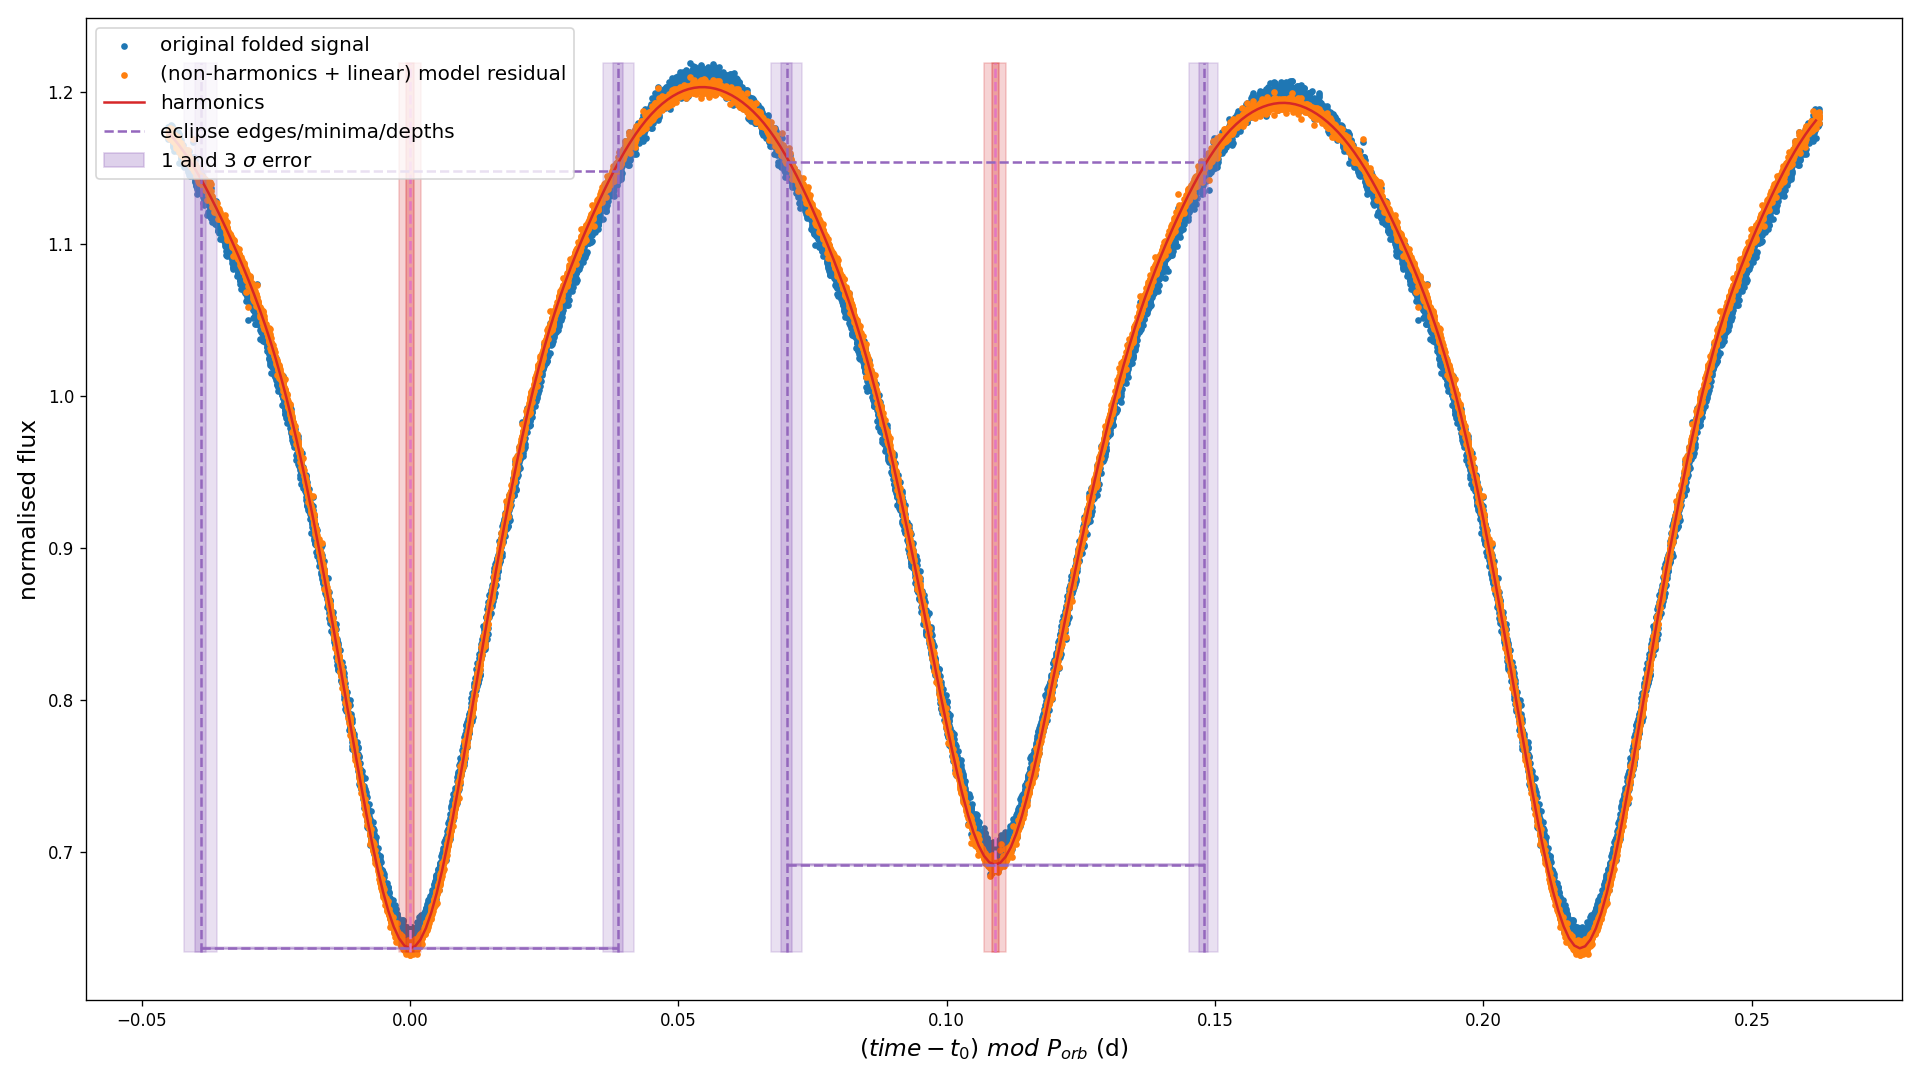 original folded signal
(non-harmonics + linear) model residual
harmonics
eclipse edges/minima/depths
1 and 3 σ error
normalised flux
1.2
1.1
1.0
0.9
0.8
0.7
−0.05
0.00
0.05
0.10
0.15
0.20
0.25
(time − t₀) mod Pₒᵣb (d)